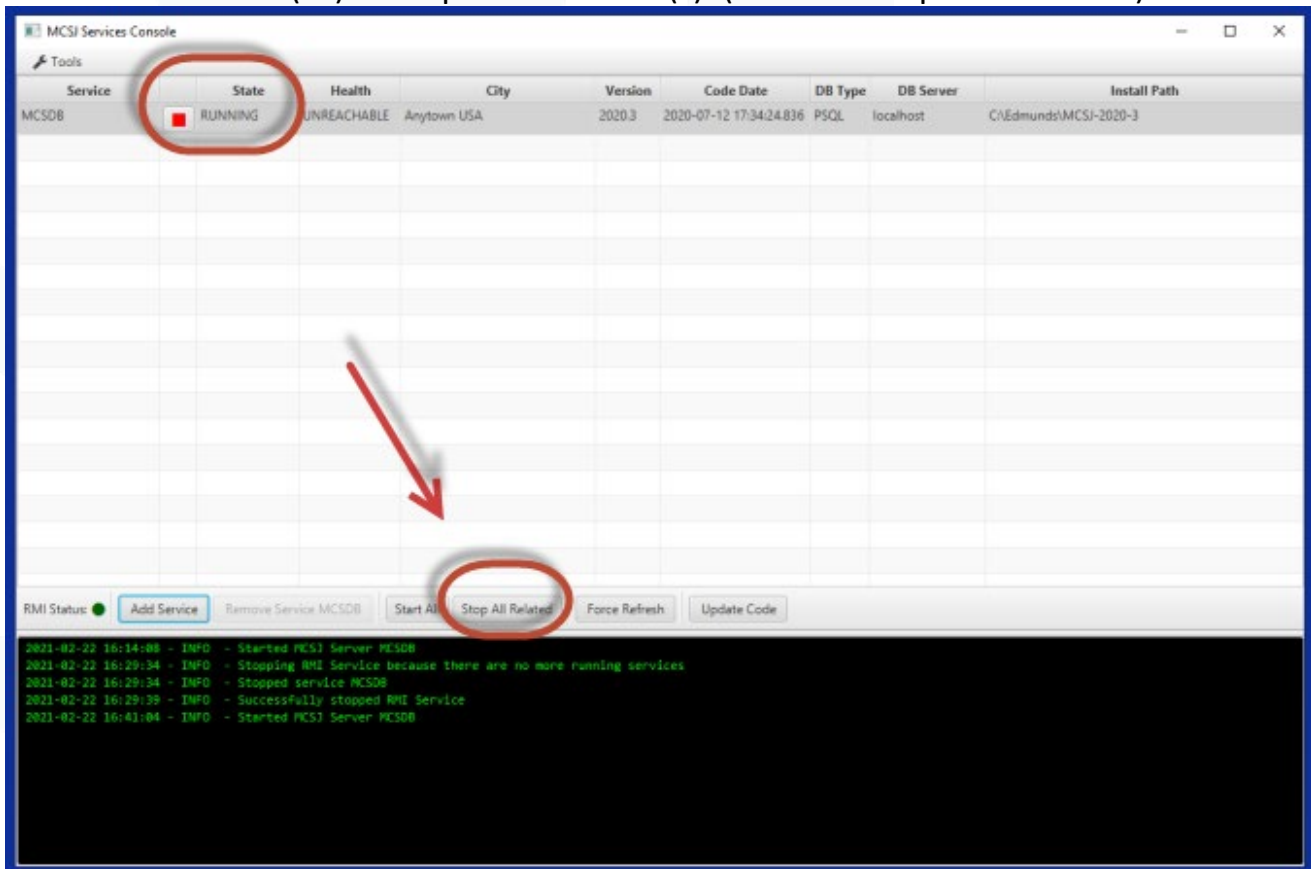 MCSJ Services Console
Tools
Service State Health City Version Code Date DB Type DB Server Install Path
MCSDB RUNNING UNREACHABLE Anytown USA 2020.3 2020-07-12 17:34:24.836 PSQL localhost C:\Edmunds\MCSJ-2020-3
RMI Status: Add Service Remove Service MCSDB Start All Stop All Related Force Refresh Update Code
2021-02-22 16:14:08 - INFO - Started MCSJ Server MCSDB
2021-02-22 16:29:34 - INFO - Stopping RMI Service because there are no more running services
2021-02-22 16:29:34 - INFO - Stopped service MCSDB
2021-02-22 16:29:39 - INFO - Successfully stopped RMI Service
2021-02-22 16:41:04 - INFO - Started MCSJ Server MCSDB